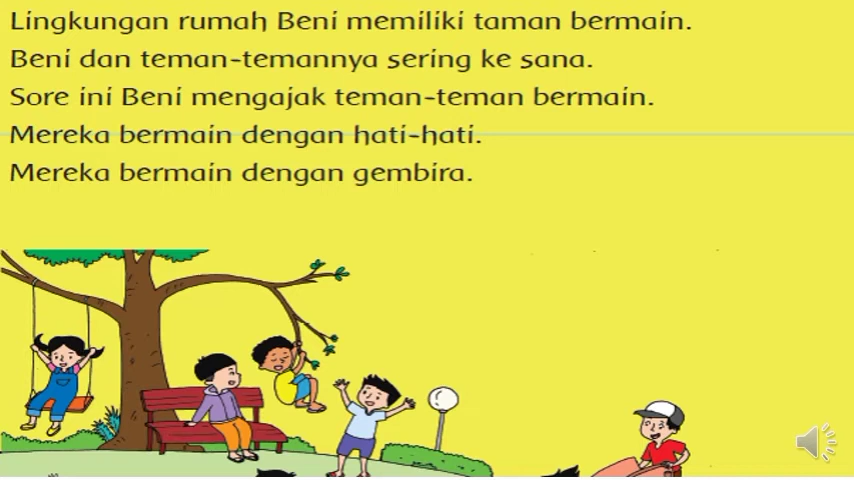 Lingkungan rumah Beni memiliki taman bermain.
Beni dan teman-temannya sering ke sana.
Sore ini Beni mengajak teman-teman bermain.
Mereka bermain dengan hati-hati.
Mereka bermain dengan gembira.